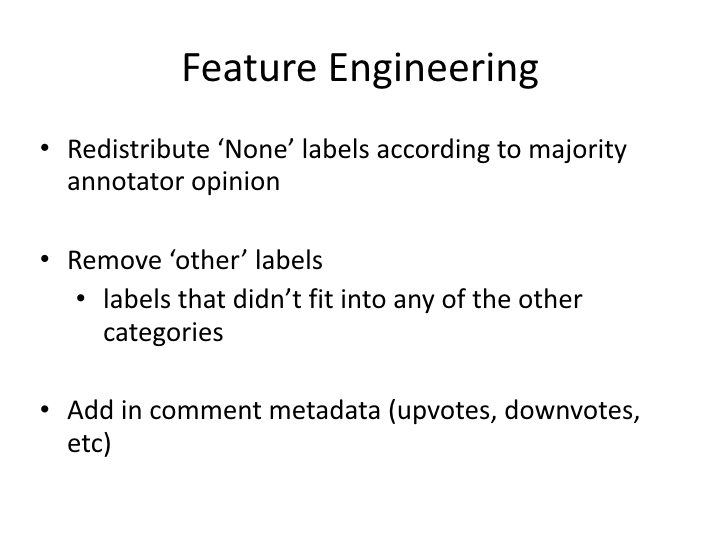 Feature Engineering
• Redistribute ‘None’ labels according to majority
annotator opinion
• Remove ‘other’ labels
• labels that didn’t fit into any of the other
categories
• Add in comment metadata (upvotes, downvotes,
etc)